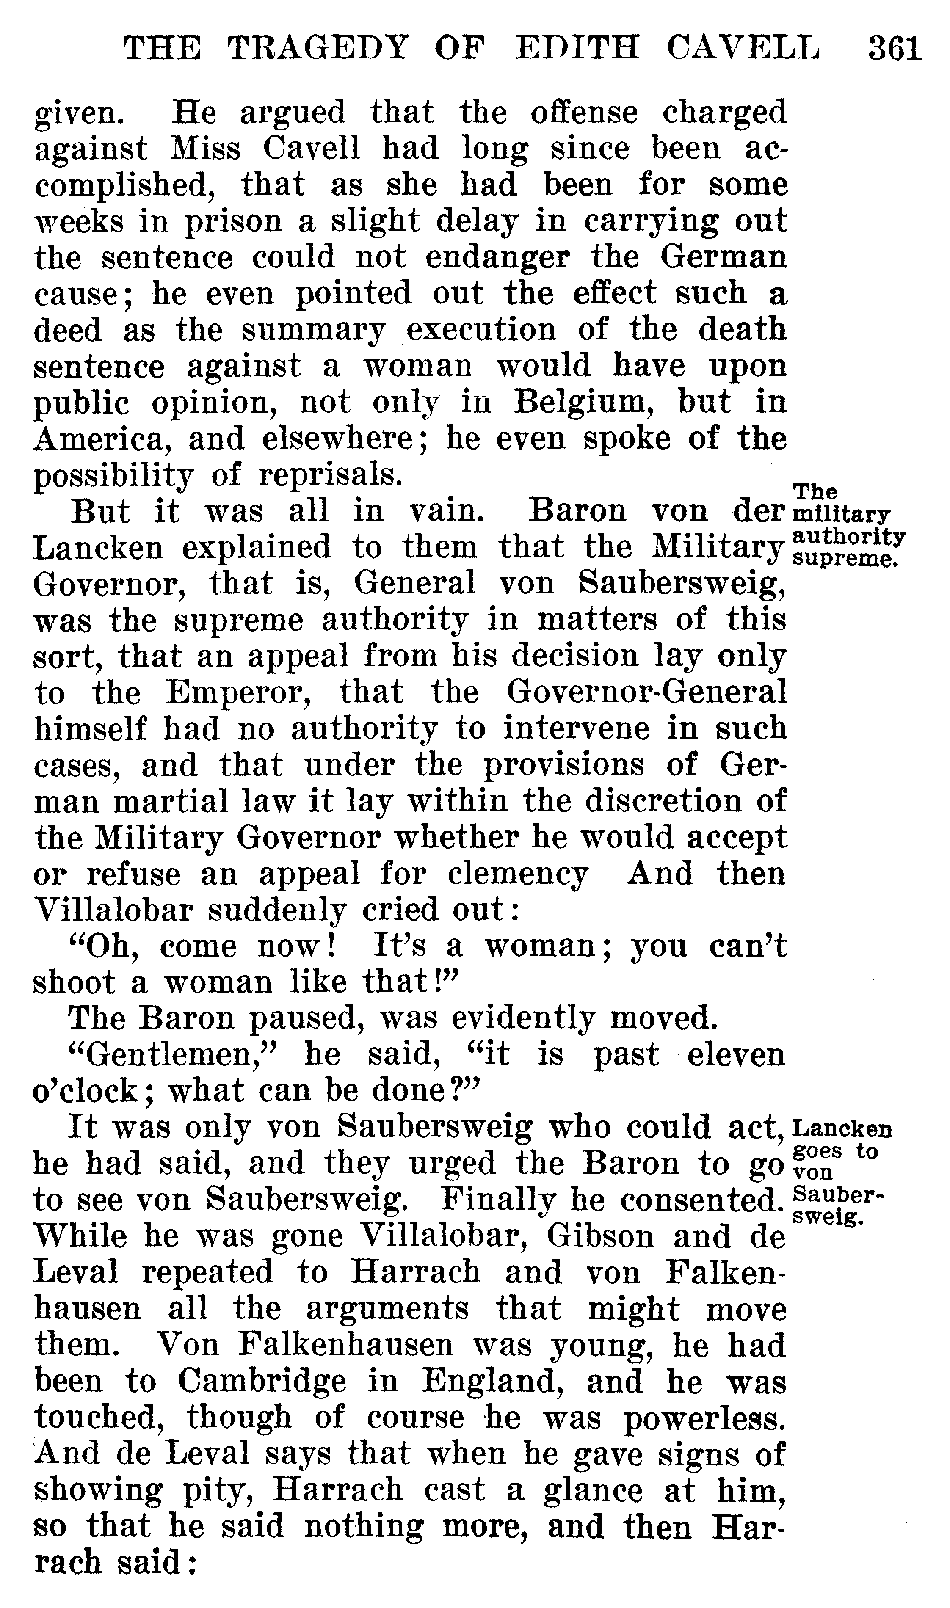 THE TRAGEDY OF EDITH CAVELL 361
given. He argued that the offense charged
against Miss Cavell had long since been ac-
complished, that as she had been for some
weeks in prison a slight delay in carrying out
the sentence could not endanger the German
cause; he even pointed out the effect such a
deed as the summary execution of the death
sentence against a woman would have upon
public opinion, not only in Belgium, but in
America, and elsewhere; he even spoke of the
possibility of reprisals.
But it was all in vain. Baron von der
Lancken explained to them that the Military
Governor, that is, General von Saubersweig,
was the supreme authority in matters of this
sort, that an appeal from his decision lay only
to the Emperor, that the Governor-General
himself had no authority to intervene in such
cases, and that under the provisions of Ger-
man martial law it lay within the discretion of
the Military Governor whether he would accept
or refuse an appeal for clemency And then
Villalobar suddenly cried out:
"Oh, come now! It's a woman; you can't
shoot a woman like that!"
The Baron paused, was evidently moved.
"Gentlemen," he said, "it is past eleven
o'clock; what can be done?"
It was only von Saubersweig who could act,
he had said, and they urged the Baron to go
to see von Saubersweig. Finally he consented.
While he was gone Villalobar, Gibson and de
Leval repeated to Harrach and von Falken-
hausen all the arguments that might move
them. Von Falkenhausen was young, he had
been to Cambridge in England, and he was
touched, though of course he was powerless.
And de Leval says that when he gave signs of
showing pity, Harrach cast a glance at him,
so that he said nothing more, and then Har-
rach said:
The
military
authority
supreme.
Lancken
goes to
von
Sauber-
sweig.